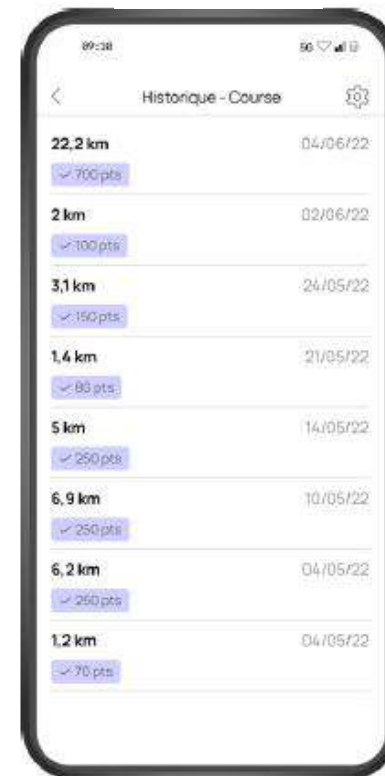 09:38
5G
Historique - Course
22,2 km 04/06/22
700 pts
2 km 02/06/22
100 pts
3,1 km 24/05/22
150 pts
1,4 km 21/05/22
5 km 14/05/22
250 pts
6,9 km 10/05/22
250 pts
6,2 km 04/05/22
250 pts
1,2 km 04/05/22
70 pts